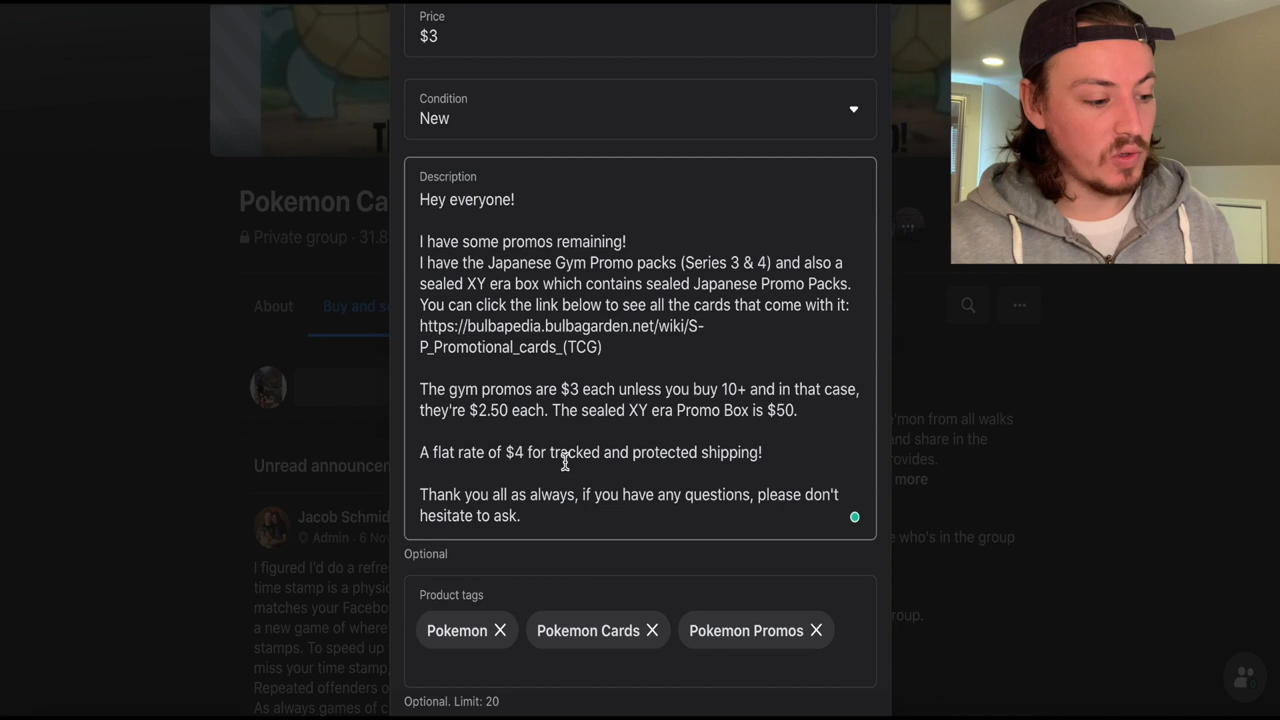 Price
$3
Condition
New
Description
Hey everyone!
I have some promos remaining!
I have the Japanese Gym Promo packs (Series 3 & 4) and also a
sealed XY era box which contains sealed Japanese Promo Packs.
You can click the link below to see all the cards that come with it:
https://bulbapedia.bulbagarden.net/wiki/S-
P_Promotional_cards_(TCG)
The gym promos are $3 each unless you buy 10+ and in that case,
they're $2.50 each. The sealed XY era Promo Box is $50.
A flat rate of $4 for tracked and protected shipping!
Thank you all as always, if you have any questions, please don't
hesitate to ask.
Optional
Product tags
Pokemon
Pokemon Cards
Pokemon Promos
Optional. Limit: 20
Pokemon Ca
Private group · 31.8
About
Buy and se
Unread announcer
Jacob Schmid
Admin · 6 Nov
I figured I'd do a refre
time stamp is a physic
matches your Facebo
a new game of where
stamps. To speed up
miss your time stamp,
Repeated offenders o
As always games of c
e'mon from all walks
and share in the
ovides.
more
e who's in the group
roup.